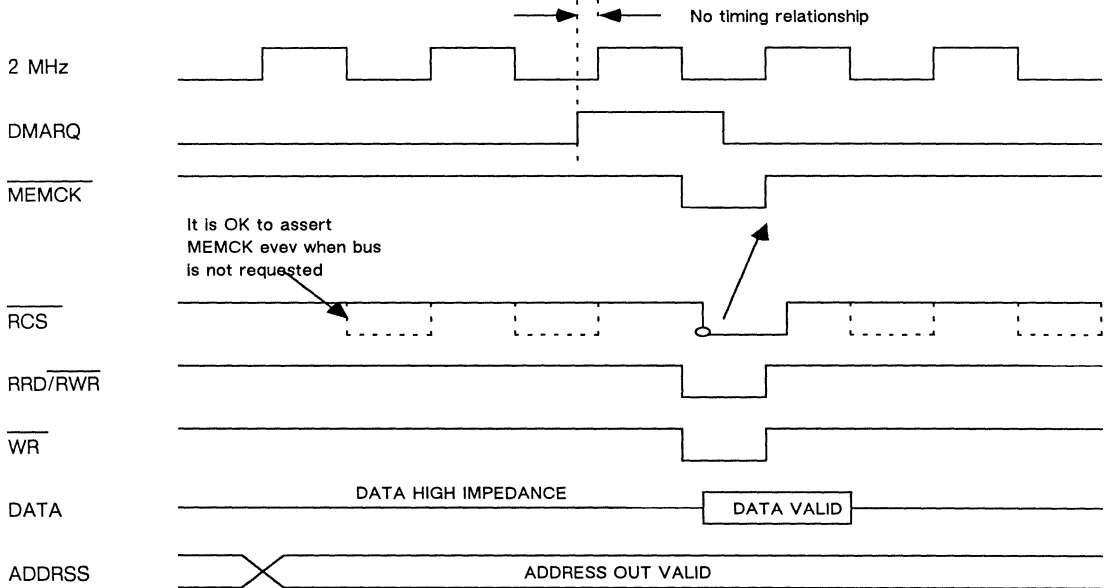 No timing relationship
2 MHz
DMARQ
MEMCK
It is OK to assert
MEMCK evev when bus
is not requested
RCS
RRD/RWR
WR
DATA HIGH IMPEDANCE
DATA
DATA VALID
ADDRSS
ADDRESS OUT VALID